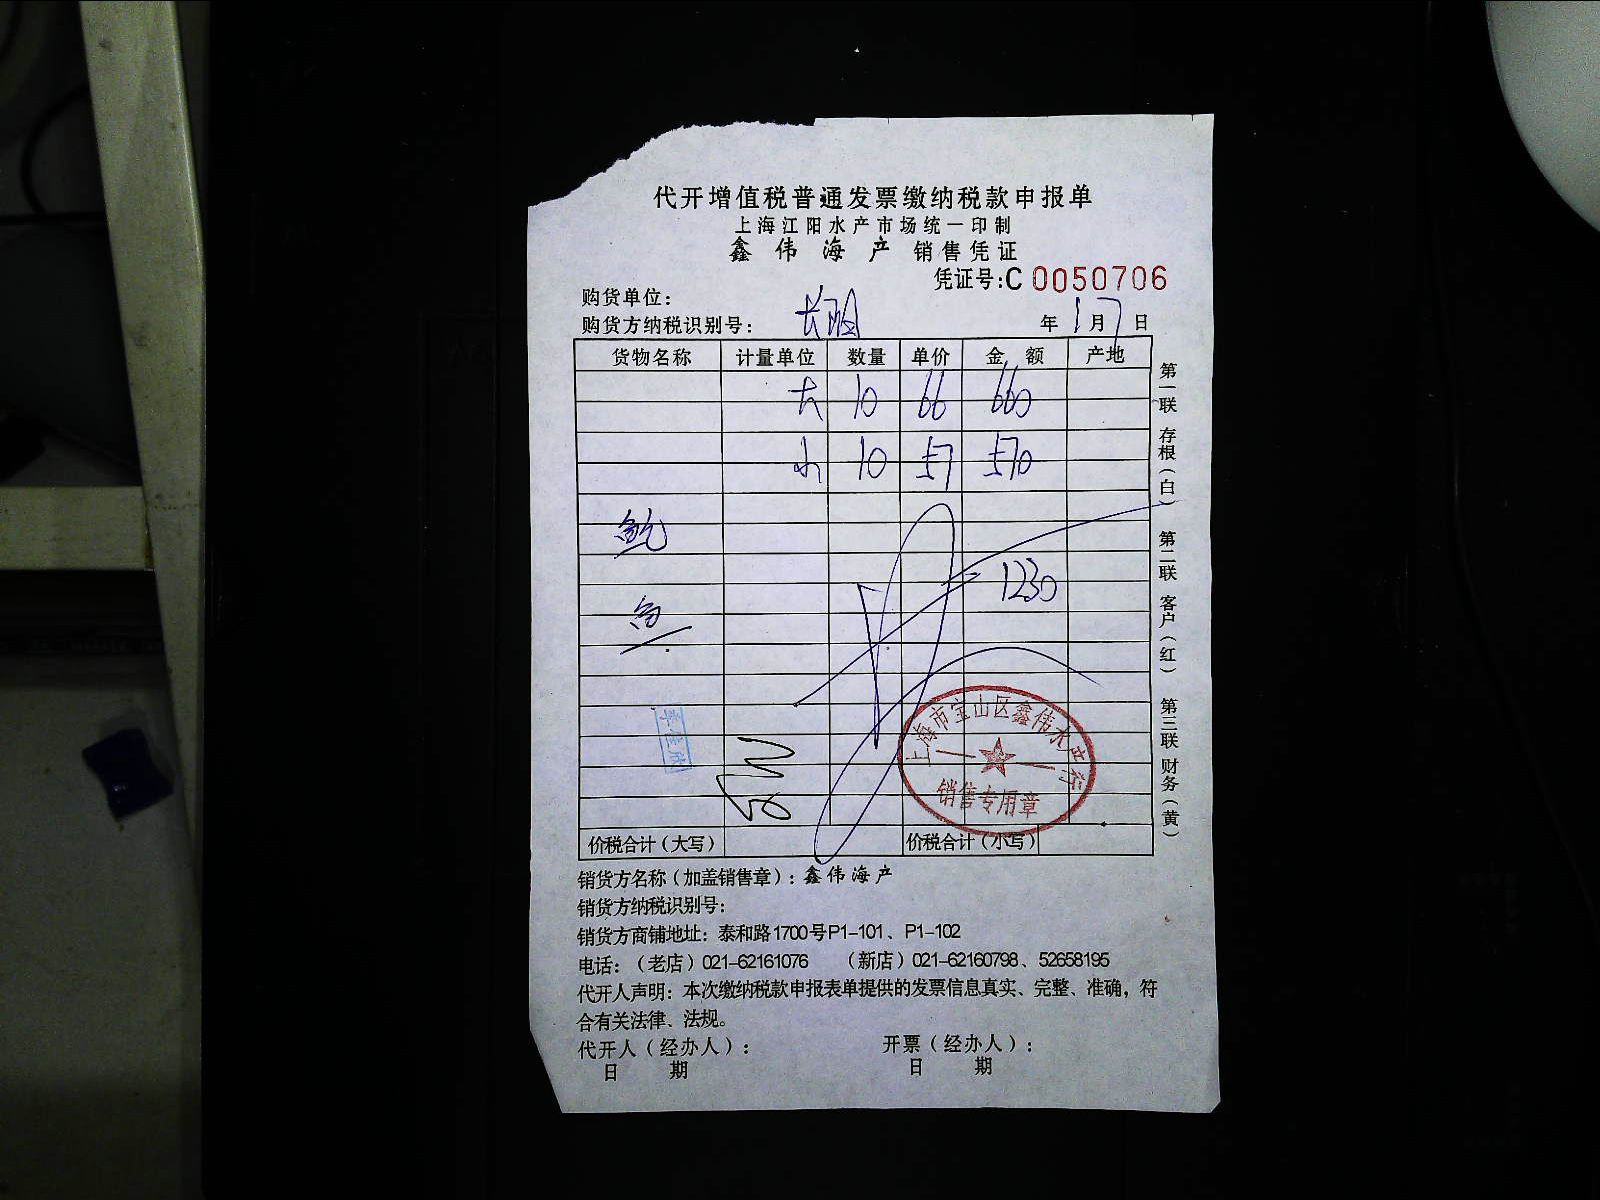 代开增值税普通发票缴纳税款申报单
上海江阳水产市场统一印制
鑫伟海产 销售凭证
凭证号:C 0050706
购货单位:
购货方纳税识别号:
年 1月7日
货物名称 计量单位 数量 单价 金额 产地
大 10 66 660
小 10 57 570
鱼
1230
李佳欣
上海市宝山区鑫伟水产行
销售专用章
价税合计(大写) 价税合计(小写)
第一联 存根(白) 第二联 客户(红) 第三联 财务(黄)
销货方名称(加盖销售章): 鑫伟海产
销货方纳税识别号:
销货方商铺地址: 泰和路1700号P1-101、P1-102
电话:(老店)021-62161076 (新店)021-62160798、52658195
代开人声明: 本次缴纳税款申报表单提供的发票信息真实、完整、准确, 符
合有关法律、法规。
代开人(经办人): 开票(经办人):
日 期 日 期